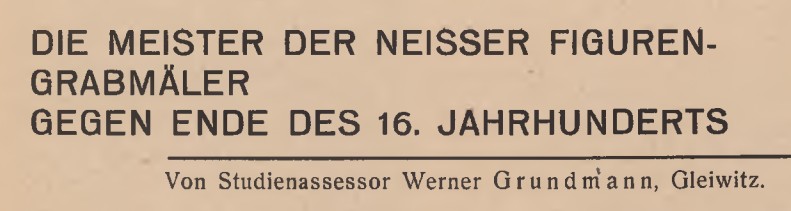 DIE MEISTER DER NEISSER FIGUREN-
GRABMÄLER
GEGEN ENDE DES 16. JAHRHUNDERTS
Von Studienassessor Werner Grundmann, Gleiwitz.